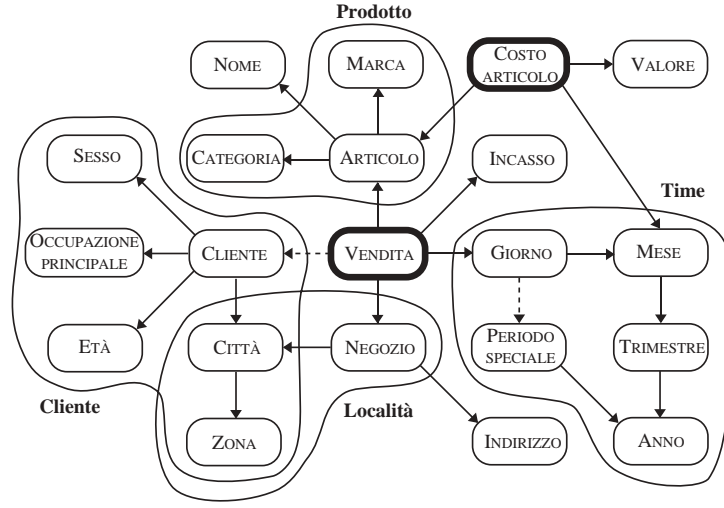 Prodotto
NOME
MARCA
COSTO
ARTICOLO
VALORE
SESSO
CATEGORIA
ARTICOLO
INCASSO
Time
OCCUPAZIONE
PRINCIPALE
CLIENTE
VENDITA
GIORNO
MESE
ETÀ
CITTÀ
NEGOZIO
PERIODO
SPECIALE
TRIMESTRE
Cliente
Località
ZONA
INDIRIZZO
ANNO